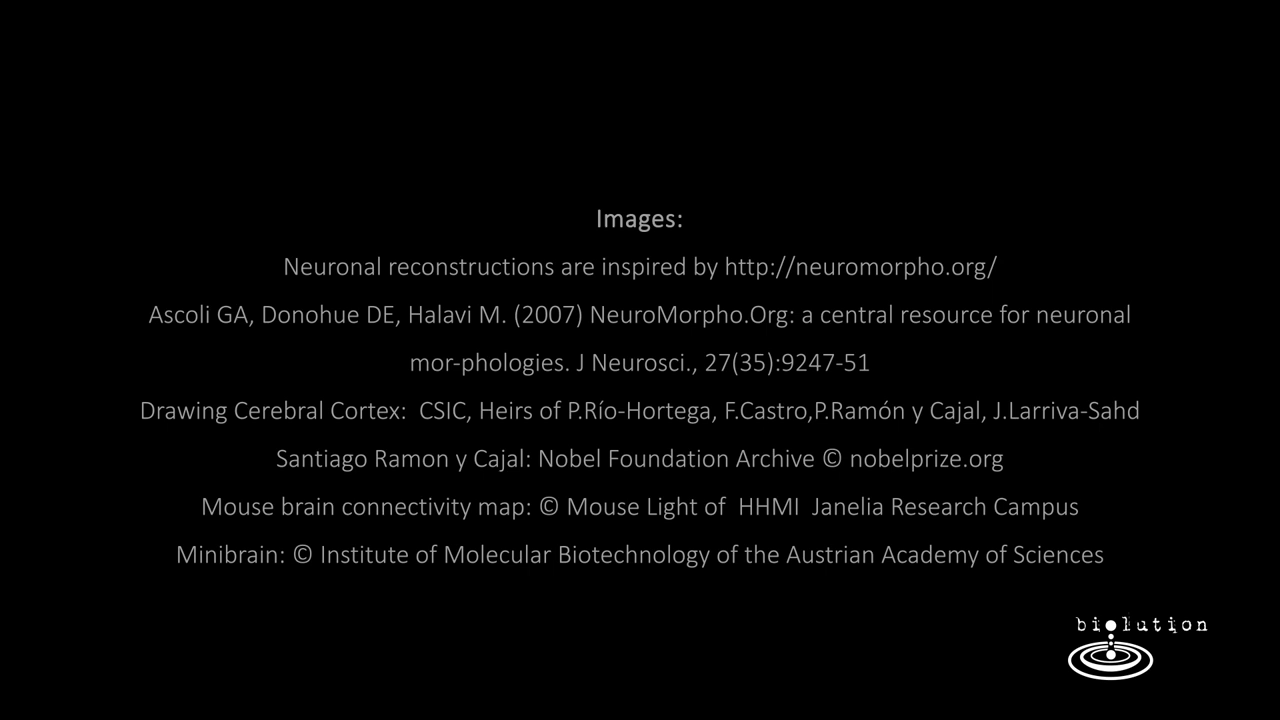 Images:
Neuronal reconstructions are inspired by http://neuromorpho.org/
Ascoli GA, Donohue DE, Halavi M. (2007) NeuroMorpho.Org: a central resource for neuronal
mor-phologies. J Neurosci., 27(35):9247-51
Drawing Cerebral Cortex:  CSIC, Heirs of P.Río-Hortega, F.Castro,P.Ramón y Cajal, J.Larriva-Sahd
Santiago Ramon y Cajal: Nobel Foundation Archive © nobelprize.org
Mouse brain connectivity map: © Mouse Light of  HHMI  Janelia Research Campus
Minibrain: © Institute of Molecular Biotechnology of the Austrian Academy of Sciences
biolution